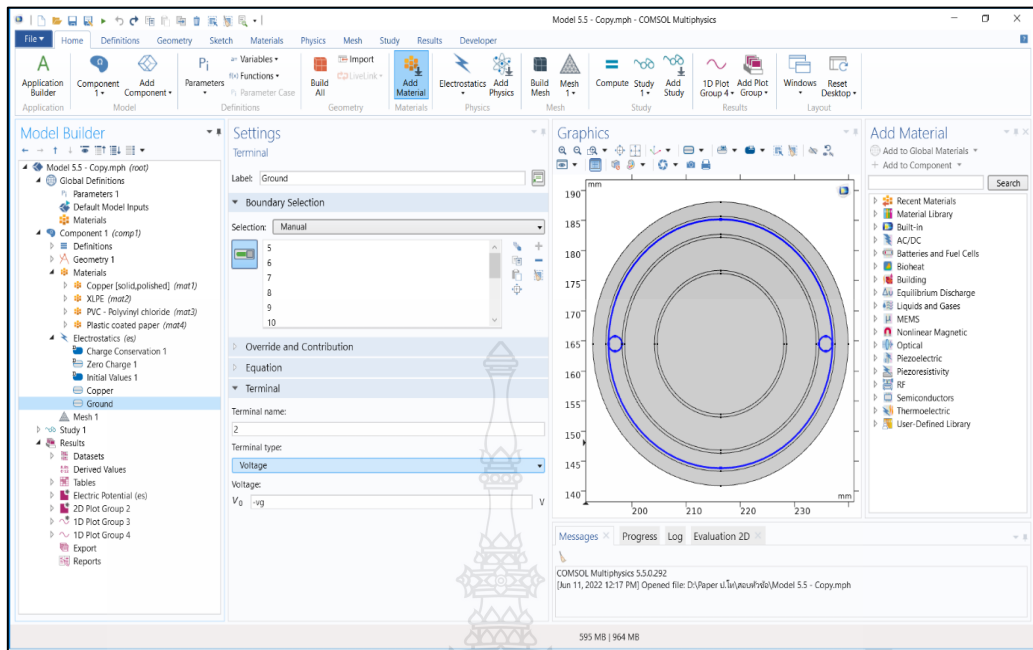 Model 5.5 - Copy.mph - COMSOL Multiphysics
File Home Definitions Geometry Sketch Materials Physics Mesh Study Results Developer
Application Builder
Component 1
Add Component
Parameters
a= Variables
f(x) Functions
Pi Parameter Case
Build All
Import
LiveLink
Add Material
Electrostatics
Add Physics
Build Mesh
Mesh 1
Compute
Study 1
Add Study
1D Plot Group 4
Add Plot Group
Windows
Reset Desktop
Application Model Definitions Geometry Materials Physics Mesh Study Results Layout
Model Builder
Model 5.5 - Copy.mph (root)
Global Definitions
Pi Parameters 1
Default Model Inputs
Materials
Component 1 (comp1)
Definitions
Geometry 1
Materials
Copper [solid,polished] (mat1)
XLPE (mat2)
PVC - Polyvinyl chloride (mat3)
Plastic coated paper (mat4)
Electrostatics (es)
Charge Conservation 1
Zero Charge 1
Initial Values 1
Copper
Ground
Mesh 1
Study 1
Results
Datasets
Derived Values
Tables
Electric Potential (es)
2D Plot Group 2
1D Plot Group 3
1D Plot Group 4
Export
Reports
Settings
Terminal
Label: Ground
Boundary Selection
Selection: Manual
5
6
7
8
9
10
Override and Contribution
Equation
Terminal
Terminal name:
2
Terminal type:
Voltage
Voltage:
V0 -vg V
Graphics
mm
190
185
180
175
170
165
160
155
150
145
140
mm
200 210 220 230
Messages Progress Log Evaluation 2D
COMSOL Multiphysics 5.5.0.292
[Jun 11, 2022 12:17 PM] Opened file: D:\Paper ป.โท\สอบหัวข้อ\Model 5.5 - Copy.mph
Add Material
Add to Global Materials
Add to Component
Search
Recent Materials
Material Library
Built-in
AC/DC
Batteries and Fuel Cells
Bioheat
Building
Equilibrium Discharge
Liquids and Gases
MEMS
Nonlinear Magnetic
Optical
Piezoelectric
Piezoresistivity
RF
Semiconductors
Thermoelectric
User-Defined Library
595 MB | 964 MB